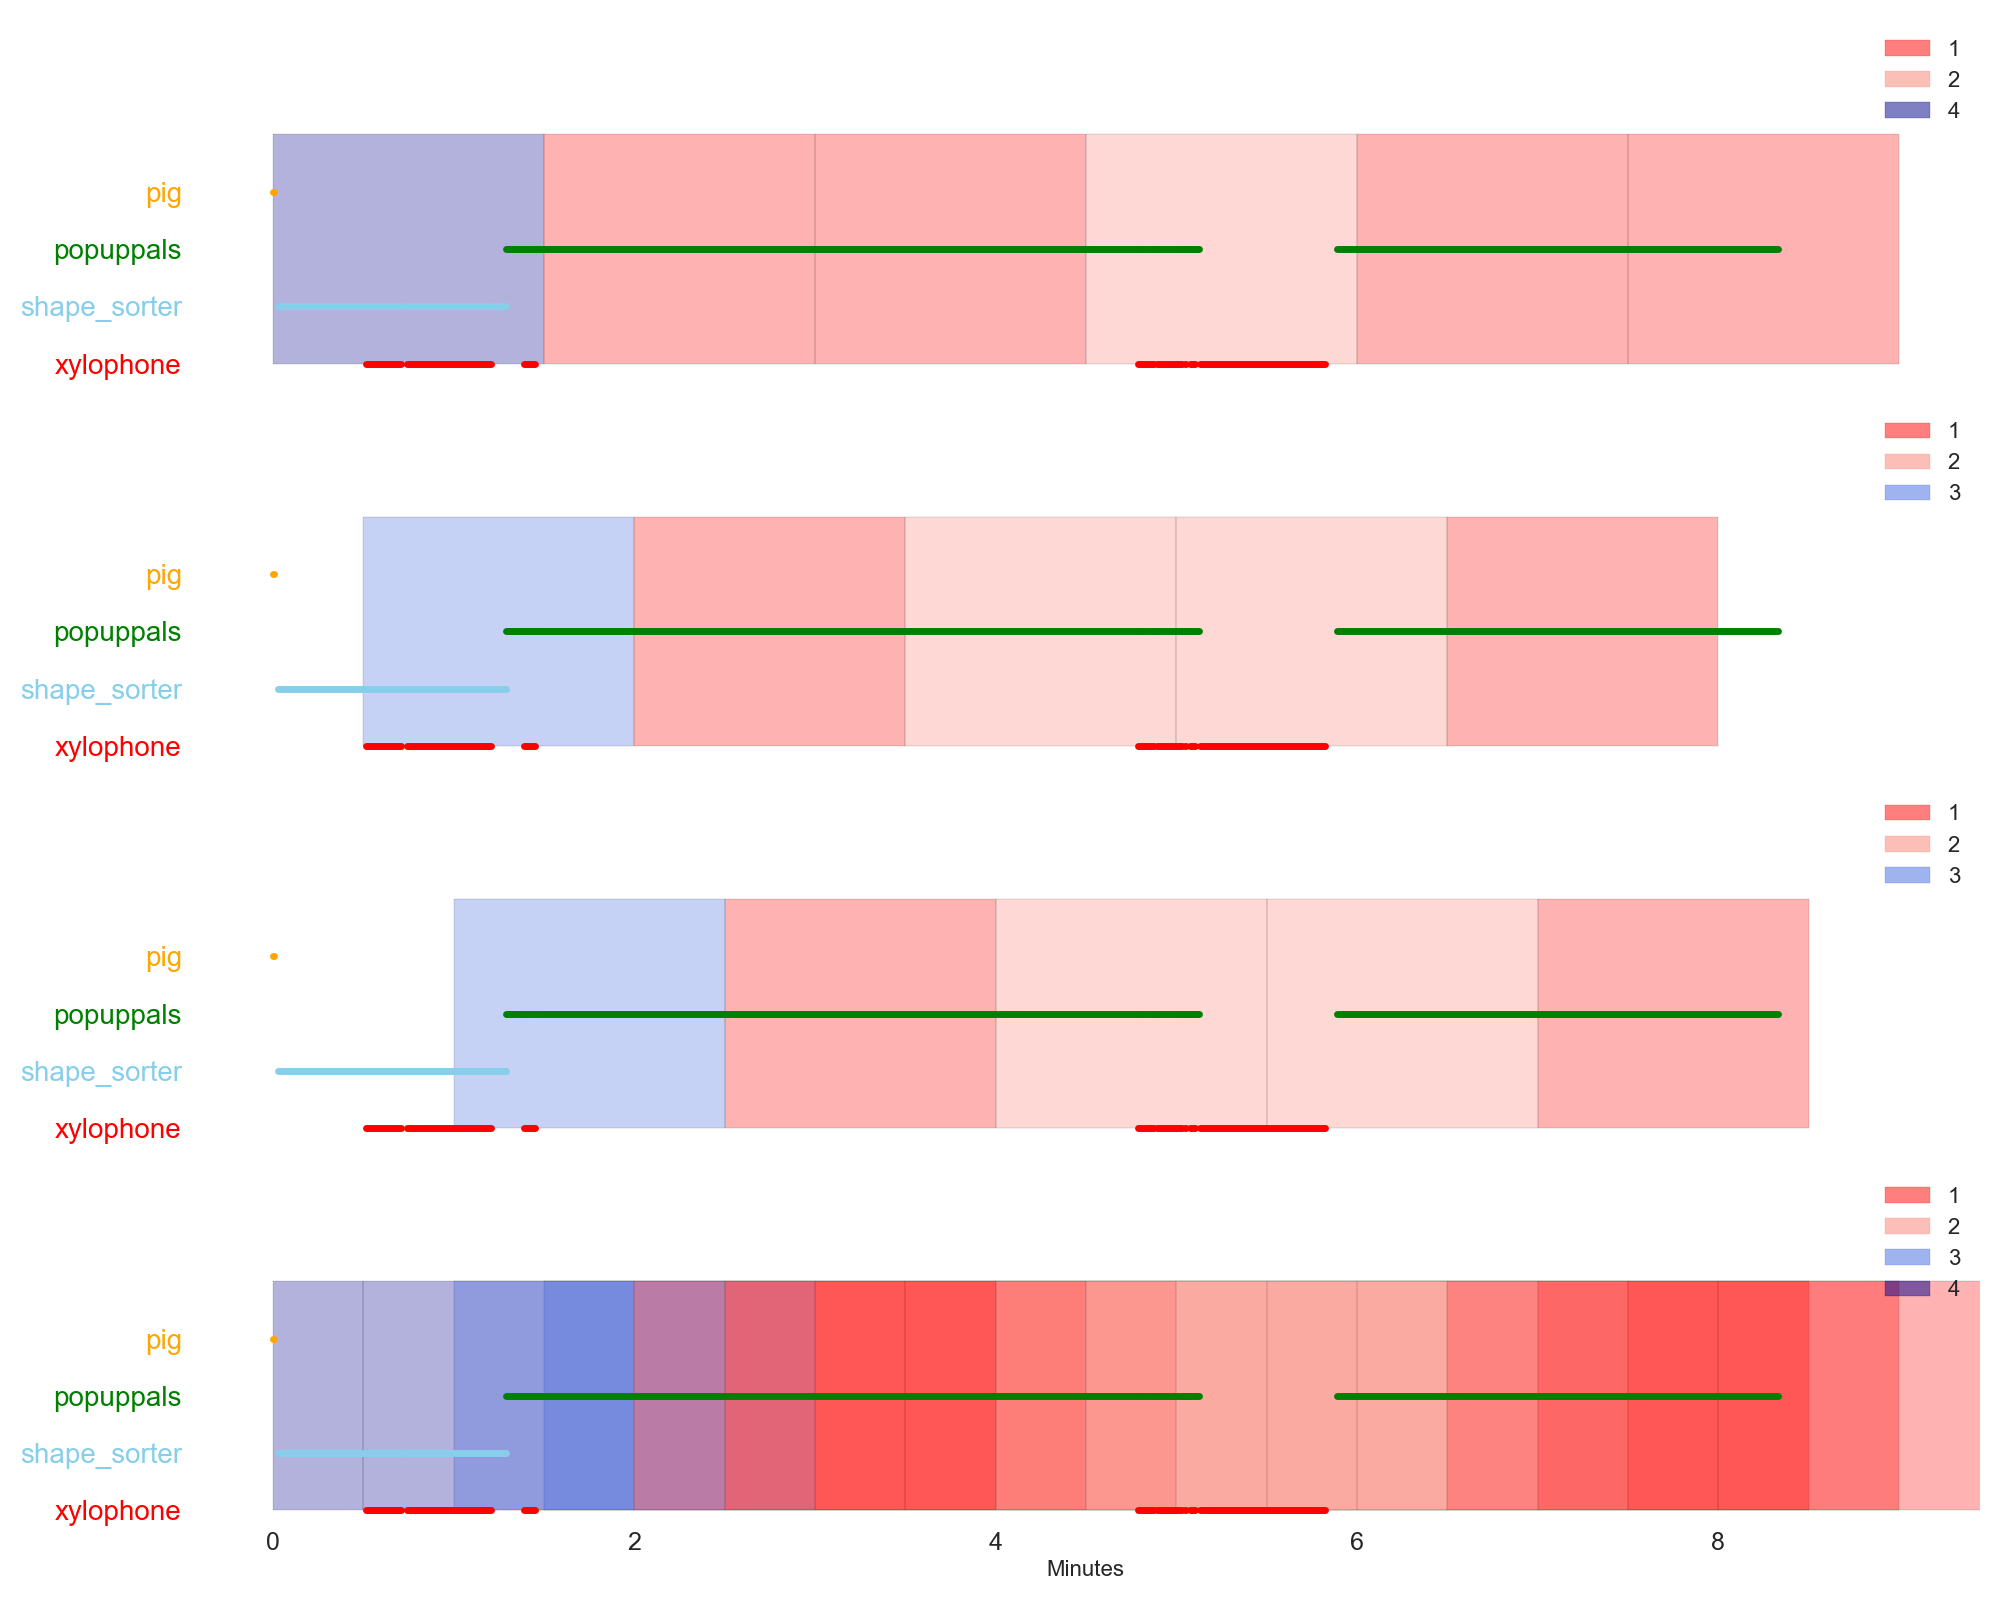 1
2
4
pig
popuppals
shape_sorter
xylophone
1
2
3
pig
popuppals
shape_sorter
xylophone
1
2
3
pig
popuppals
shape_sorter
xylophone
1
2
3
4
pig
popuppals
shape_sorter
xylophone
0 2 4 6 8
Minutes